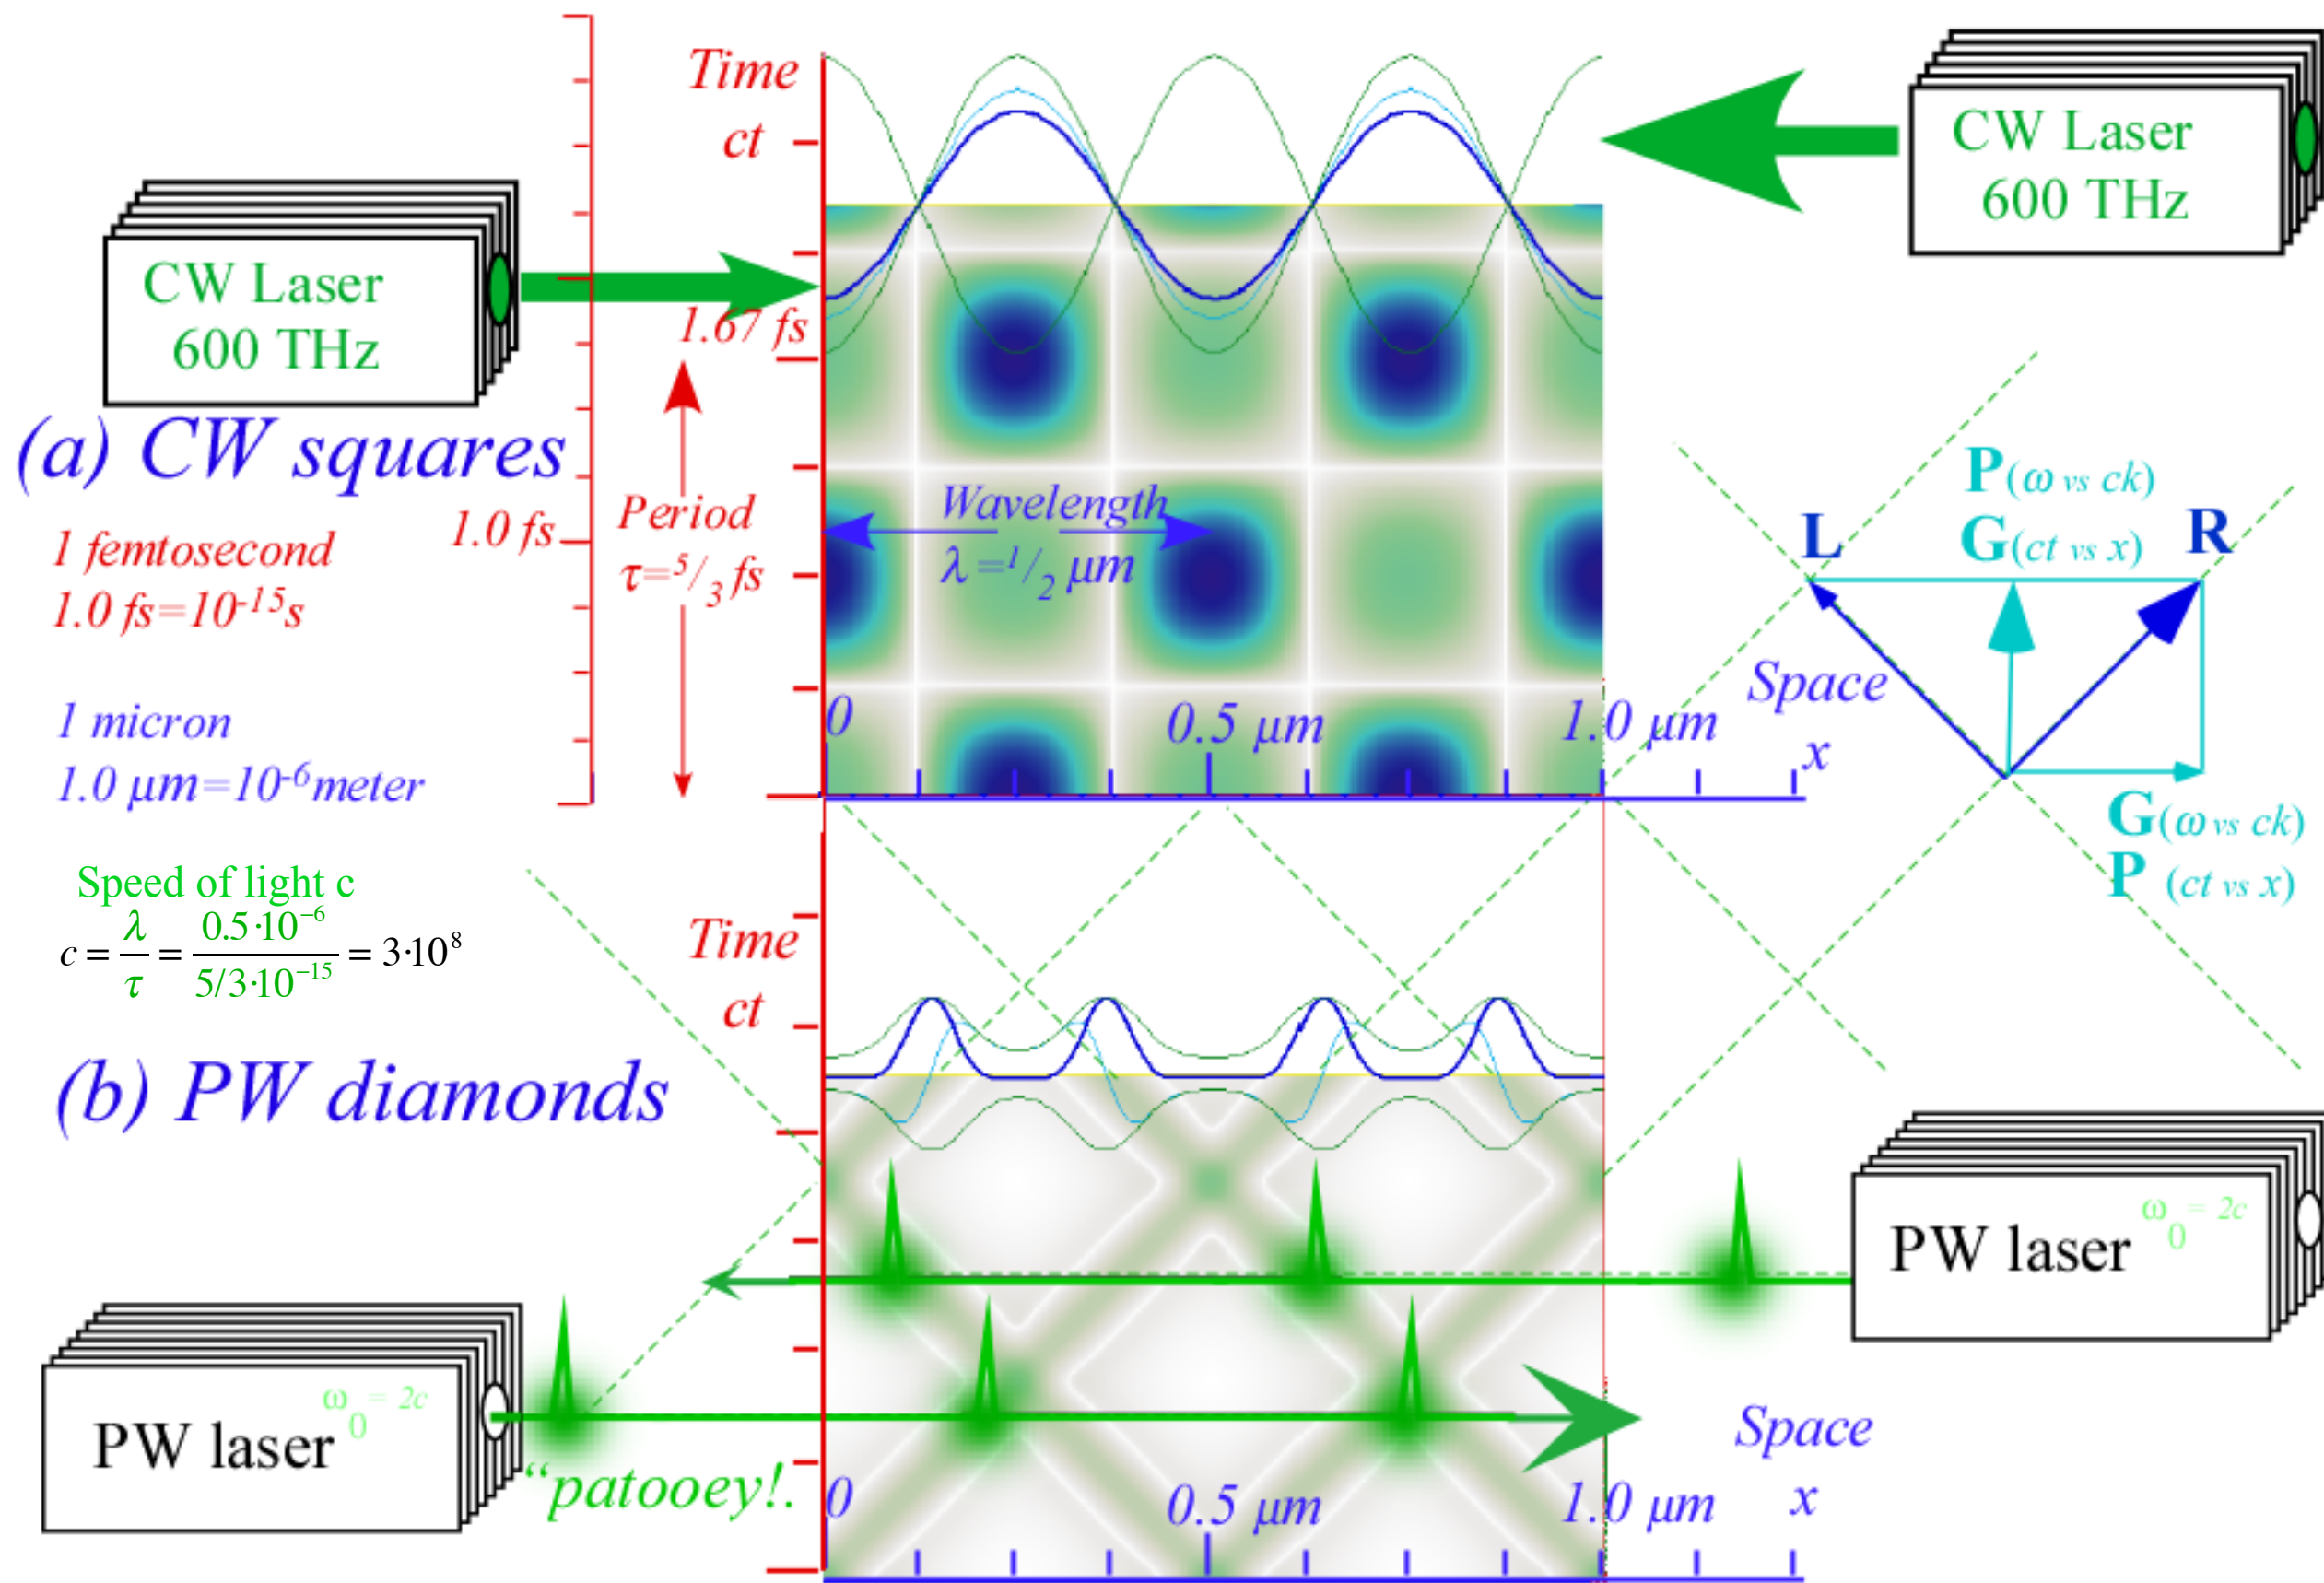 Time
ct
CW Laser
600 THz
CW Laser
600 THz
1.67 fs
(a) CW squares
1 femtosecond
1.0 fs=10⁻¹⁵s
1.0 fs
Period
τ=⁵/₃ fs
Wavelength
λ=¹/₂ μm
P(ω vs ck)
G(ct vs x)
L
R
Space
x
G(ω vs ck)
P (ct vs x)
1 micron
1.0 μm=10⁻⁶meter
0
0.5 μm
1.0 μm
Speed of light c
c = λ/τ = 0.5·10⁻⁶/5/3·10⁻¹⁵ = 3·10⁸
Time
ct
(b) PW diamonds
PW laser ω₀ = 2c
PW laser ω₀ = 2c
“patooey!.
0
0.5 μm
1.0 μm
Space
x